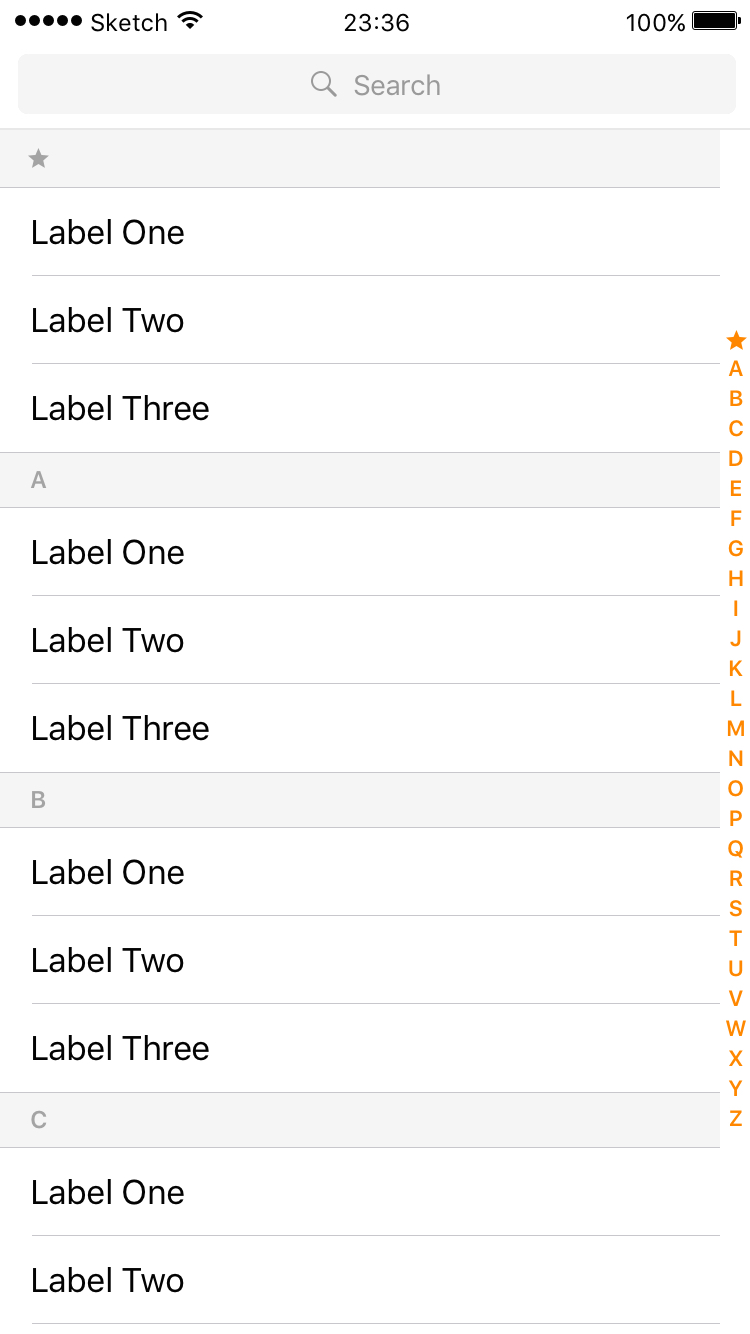 Sketch 23:36 100%
Search
★
Label One
Label Two
Label Three
A
Label One
Label Two
Label Three
B
Label One
Label Two
Label Three
C
Label One
Label Two
★
A
B
C
D
E
F
G
H
I
J
K
L
M
N
O
P
Q
R
S
T
U
V
W
X
Y
Z